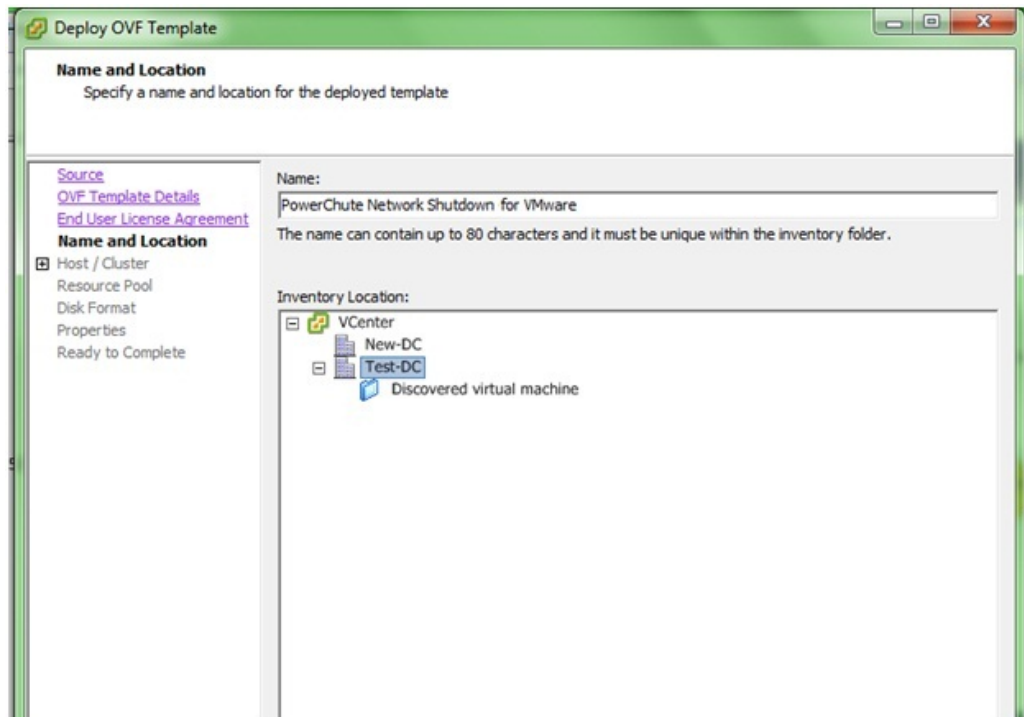 Deploy OVF Template
Name and Location
Specify a name and location for the deployed template
Source
OVF Template Details
End User License Agreement
Name and Location
Host / Cluster
Resource Pool
Disk Format
Properties
Ready to Complete
Name:
PowerChute Network Shutdown for VMware
The name can contain up to 80 characters and it must be unique within the inventory folder.
Inventory Location:
VCenter
New-DC
Test-DC
Discovered virtual machine